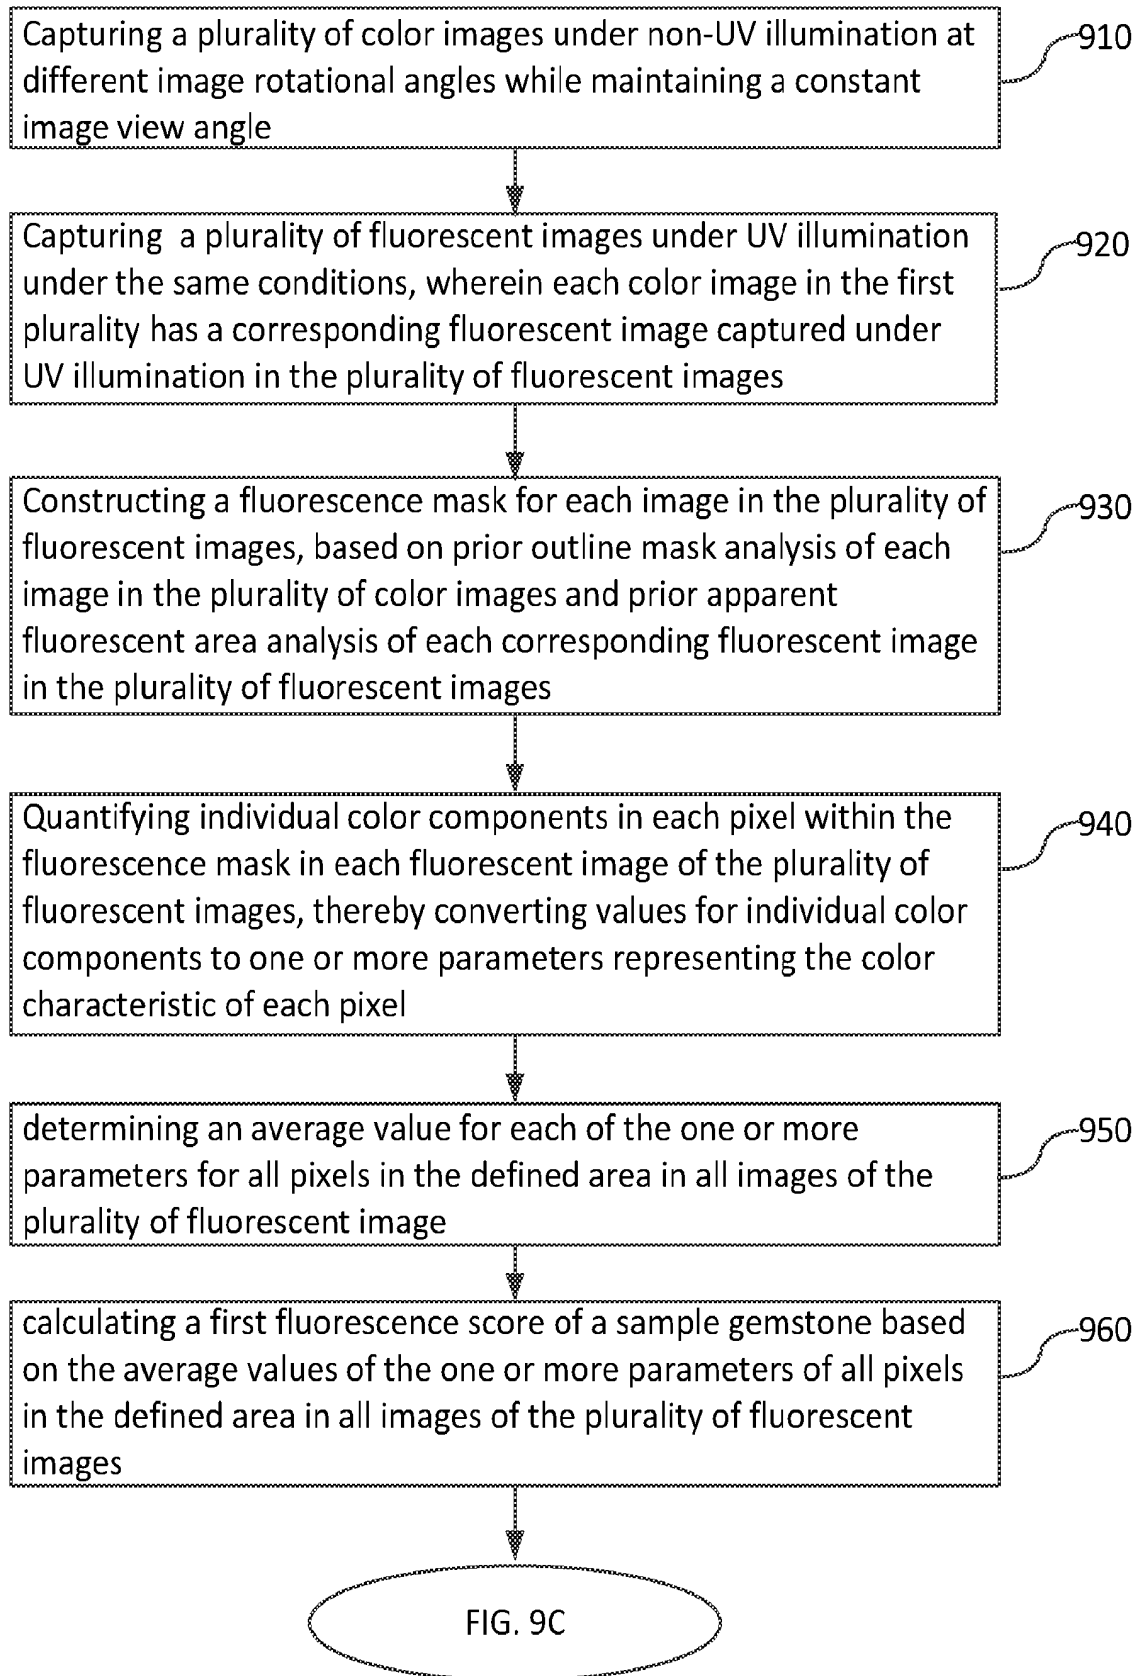 Capturing a plurality of color images under non-UV illumination at
different image rotational angles while maintaining a constant
image view angle
910
Capturing a plurality of fluorescent images under UV illumination
under the same conditions, wherein each color image in the first
plurality has a corresponding fluorescent image captured under
UV illumination in the plurality of fluorescent images
920
Constructing a fluorescence mask for each image in the plurality of
fluorescent images, based on prior outline mask analysis of each
image in the plurality of color images and prior apparent
fluorescent area analysis of each corresponding fluorescent image
in the plurality of fluorescent images
930
Quantifying individual color components in each pixel within the
fluorescence mask in each fluorescent image of the plurality of
fluorescent images, thereby converting values for individual color
components to one or more parameters representing the color
characteristic of each pixel
940
determining an average value for each of the one or more
parameters for all pixels in the defined area in all images of the
plurality of fluorescent image
950
calculating a first fluorescence score of a sample gemstone based
on the average values of the one or more parameters of all pixels
in the defined area in all images of the plurality of fluorescent
images
960
FIG. 9C